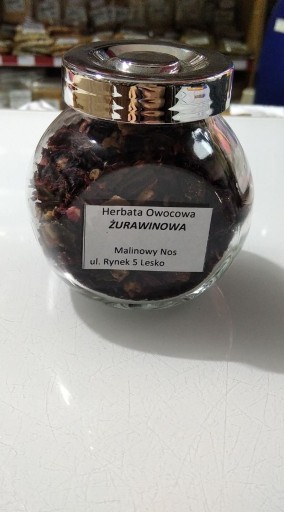 Herbata Owocowa
ŻURAWINOWA
Malinowy Nos
ul. Rynek 5 Lesko